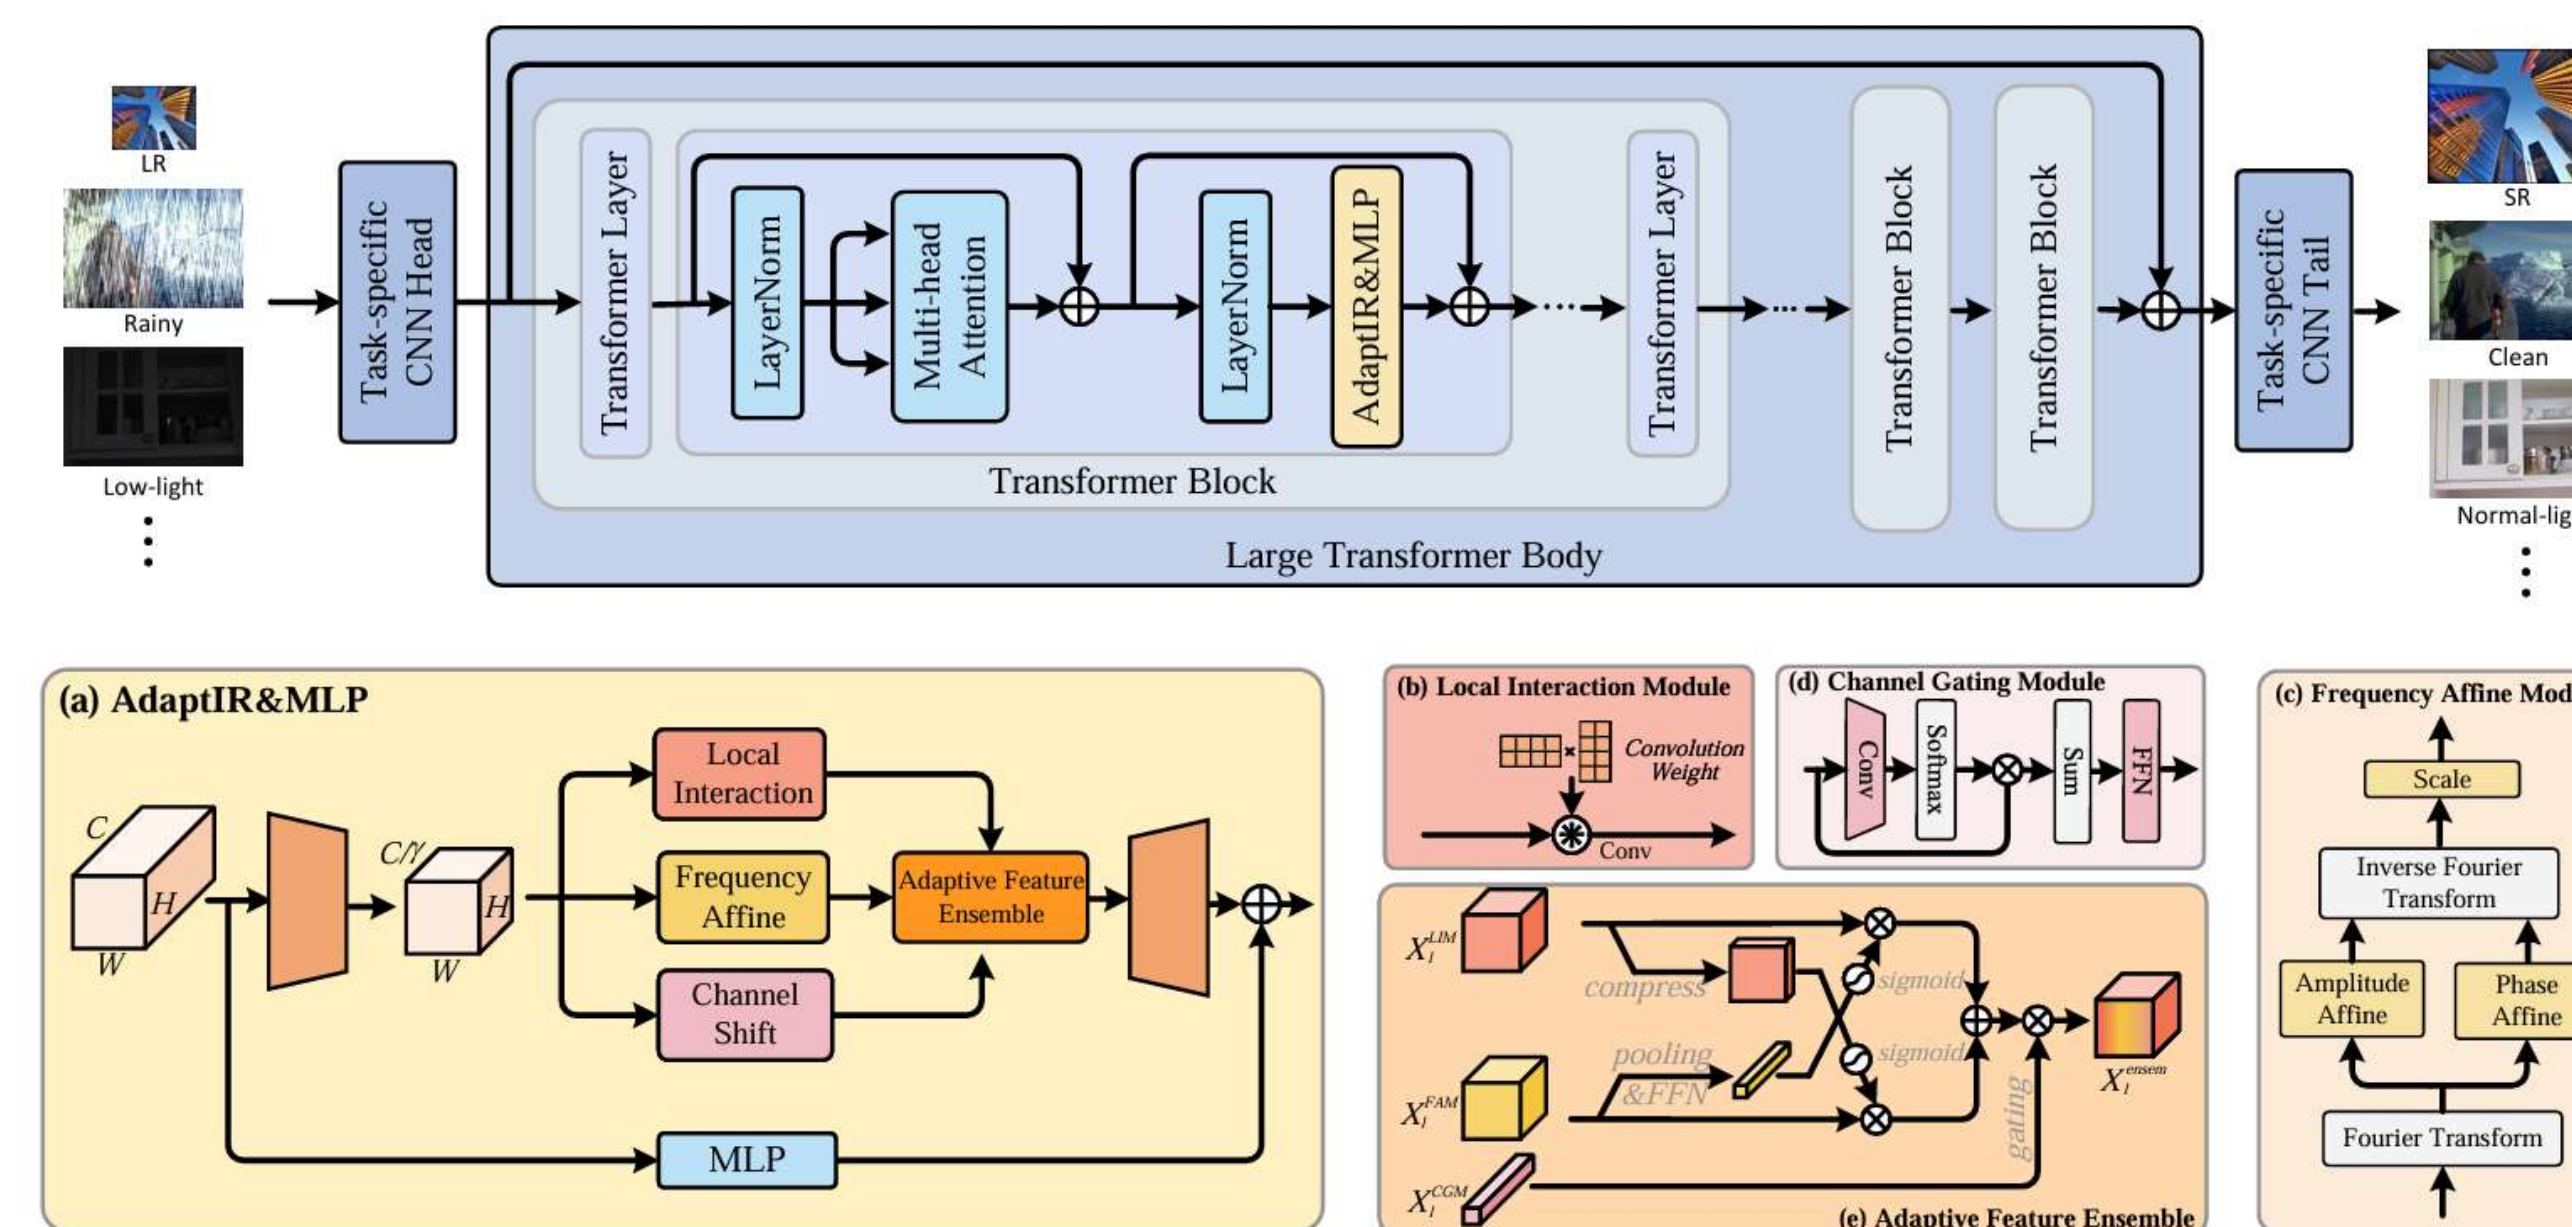 LR
Rainy
Low-light
Task-specific
CNN Head
Transformer Layer
LayerNorm
Multi-head
Attention
LayerNorm
AdaptIR&MLP
Transformer Layer
Transformer Block
Transformer Block
Transformer Block
Large Transformer Body
Task-specific
CNN Tail
SR
Clean
Normal-lig
(a) AdaptIR&MLP
C
H
W
C/γ
H
W
Local
Interaction
Frequency
Affine
Channel
Shift
Adaptive Feature
Ensemble
MLP
(b) Local Interaction Module
×
Convolution
Weight
Conv
(d) Channel Gating Module
Conv
Softmax
Sum
FFN
X_l^{LIM}
compress
sigmoid
pooling
&FFN
sigmoid
X_l^{FAM}
gating
X_l^{ensem}
X_l^{CGM}
(e) Adaptive Feature Ensemble
(c) Frequency Affine Mod
Scale
Inverse Fourier
Transform
Amplitude
Affine
Phase
Affine
Fourier Transform